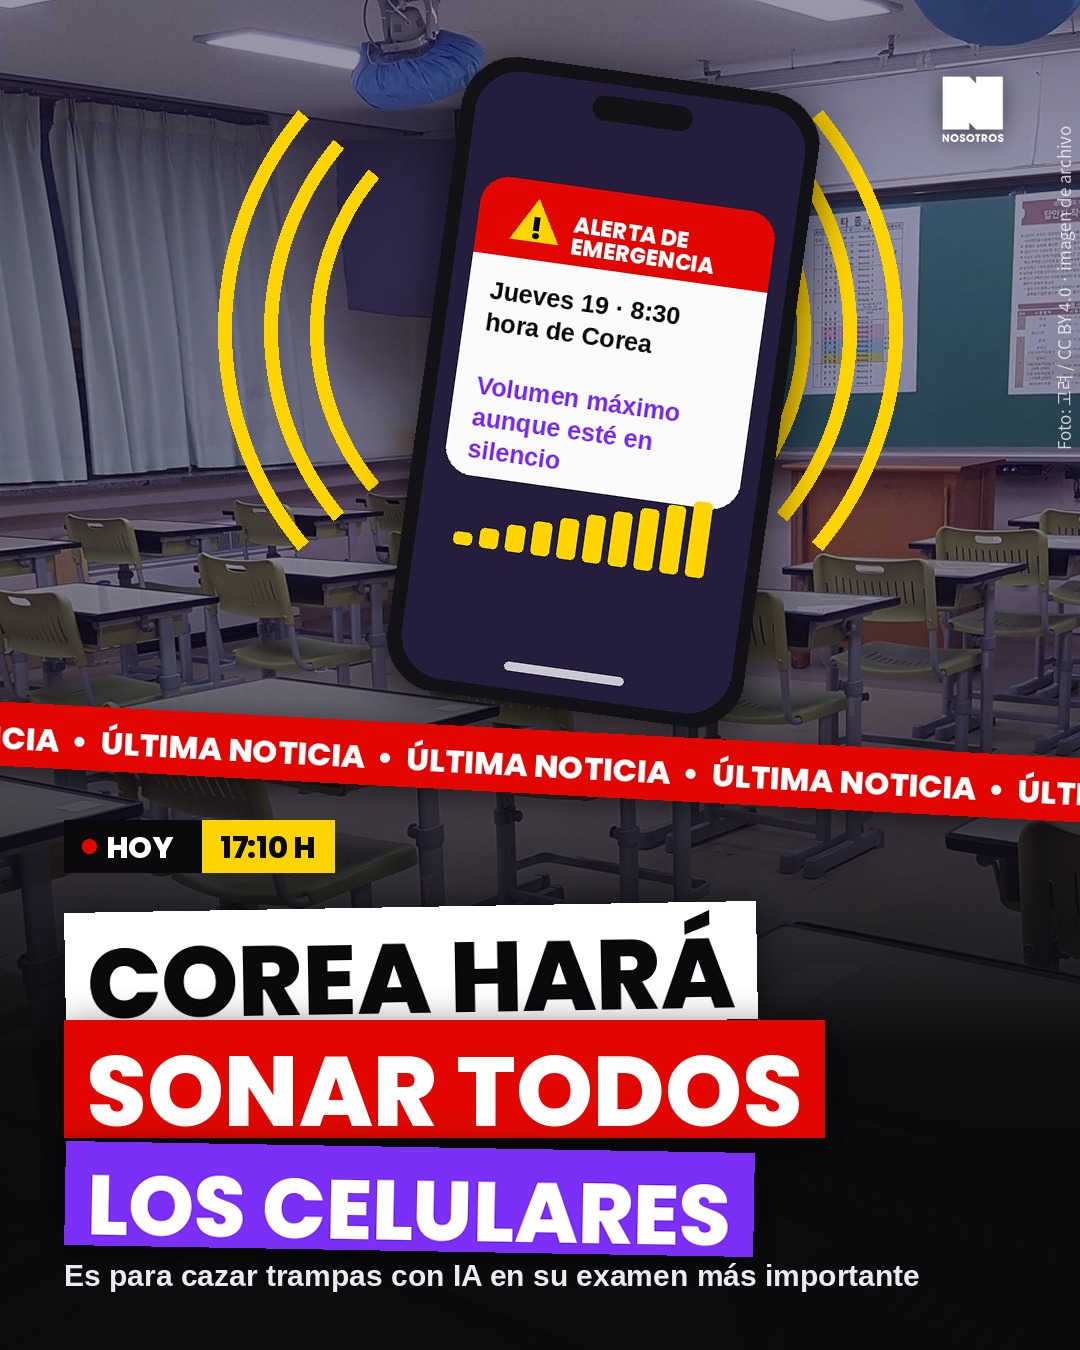 N
NOSOTROS
Foto: 고려 / CC BY 4.0 · imagen de archivo
ALERTA DE
EMERGENCIA
Jueves 19 · 8:30
hora de Corea
Volumen máximo
aunque esté en
silencio
CIA • ÚLTIMA NOTICIA • ÚLTIMA NOTICIA • ÚLTIMA NOTICIA • ÚLTI
HOY 17:10 H
COREA HARÁ
SONAR TODOS
LOS CELULARES
Es para cazar trampas con IA en su examen más importante